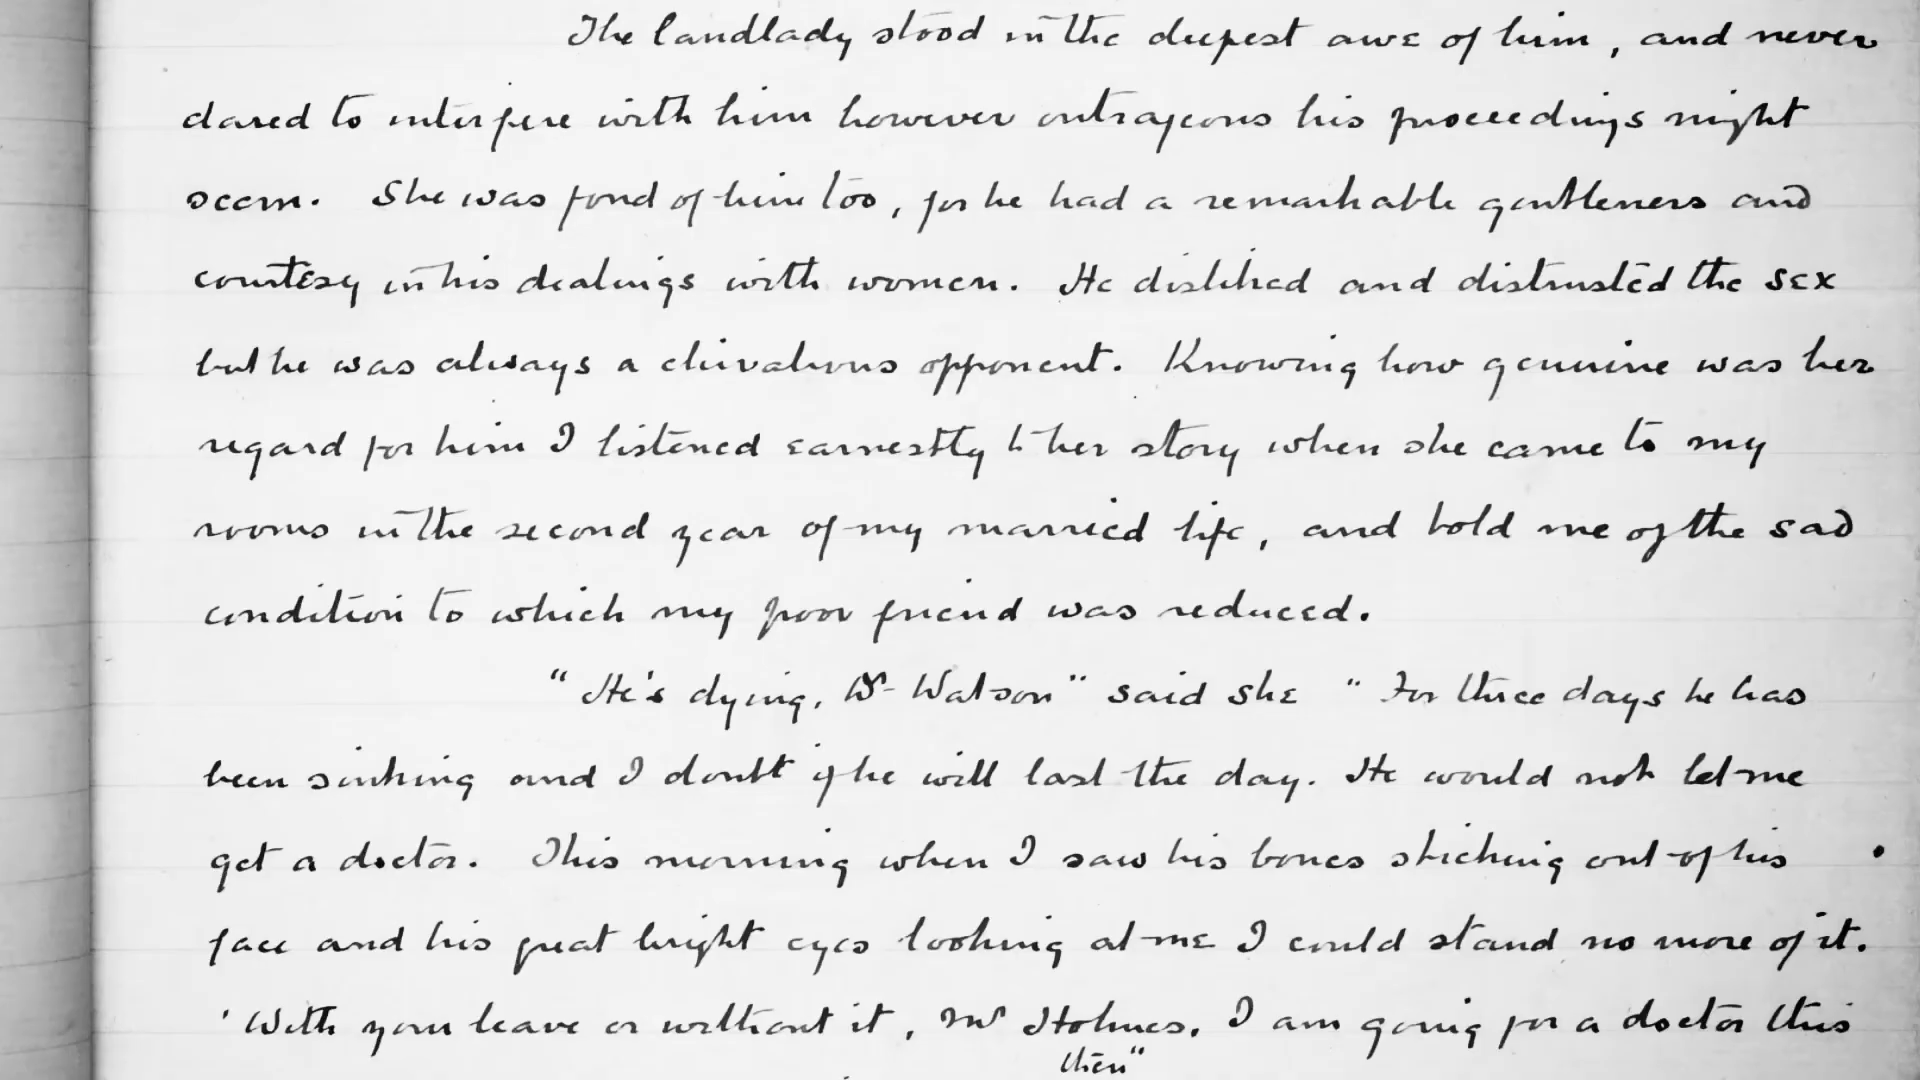 The landlady stood in the deepest awe of him, and never
dared to interfere with him however outrageous his proceedings might
seem. She was fond of him too, for he had a remarkable gentleness and
courtesy in his dealings with women. He disliked and distrusted the sex
but he was always a chivalrous opponent. Knowing how genuine was her
regard for him I listened earnestly to her story when she came to my
rooms in the second year of my married life, and told me of the sad
condition to which my poor friend was reduced.
"He's dying, Dr Watson" said she "For three days he has
been sinking and I doubt if he will last the day. He would not let me
get a doctor. This morning when I saw his bones sticking out of his
face and his great bright eyes looking at me I could stand no more of it.
'With your leave or without it, Mr Holmes, I am going for a doctor this
then"